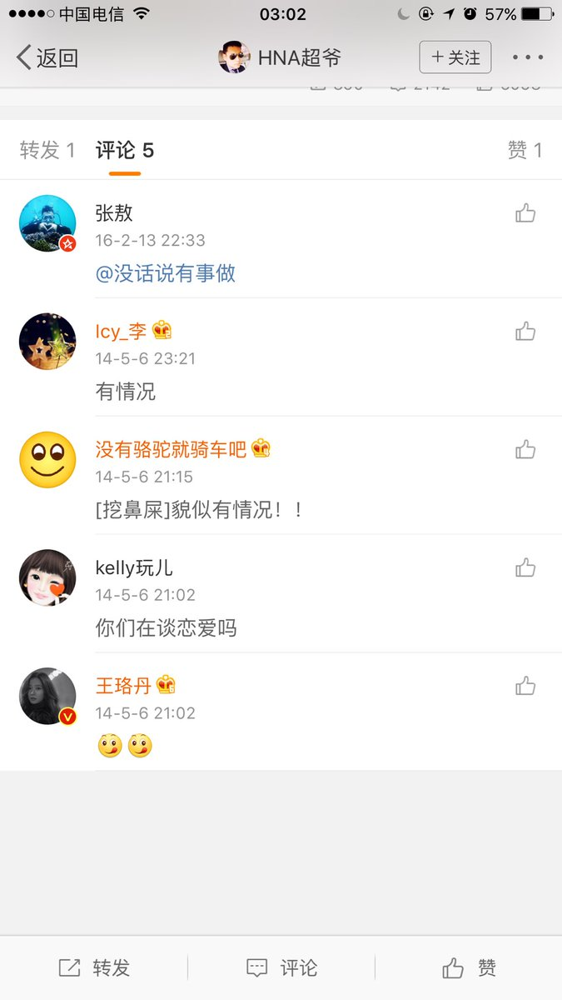 中国电信
03:02
57%
返回
HNA超爷
+关注
转发 1
评论 5
赞 1
张敖
16-2-13 22:33
@没话说有事做
Icy_李
14-5-6 23:21
有情况
没有骆驼就骑车吧
14-5-6 21:15
[挖鼻屎]貌似有情况！！
kelly玩儿
14-5-6 21:02
你们在谈恋爱吗
王珞丹
14-5-6 21:02
转发
评论
赞